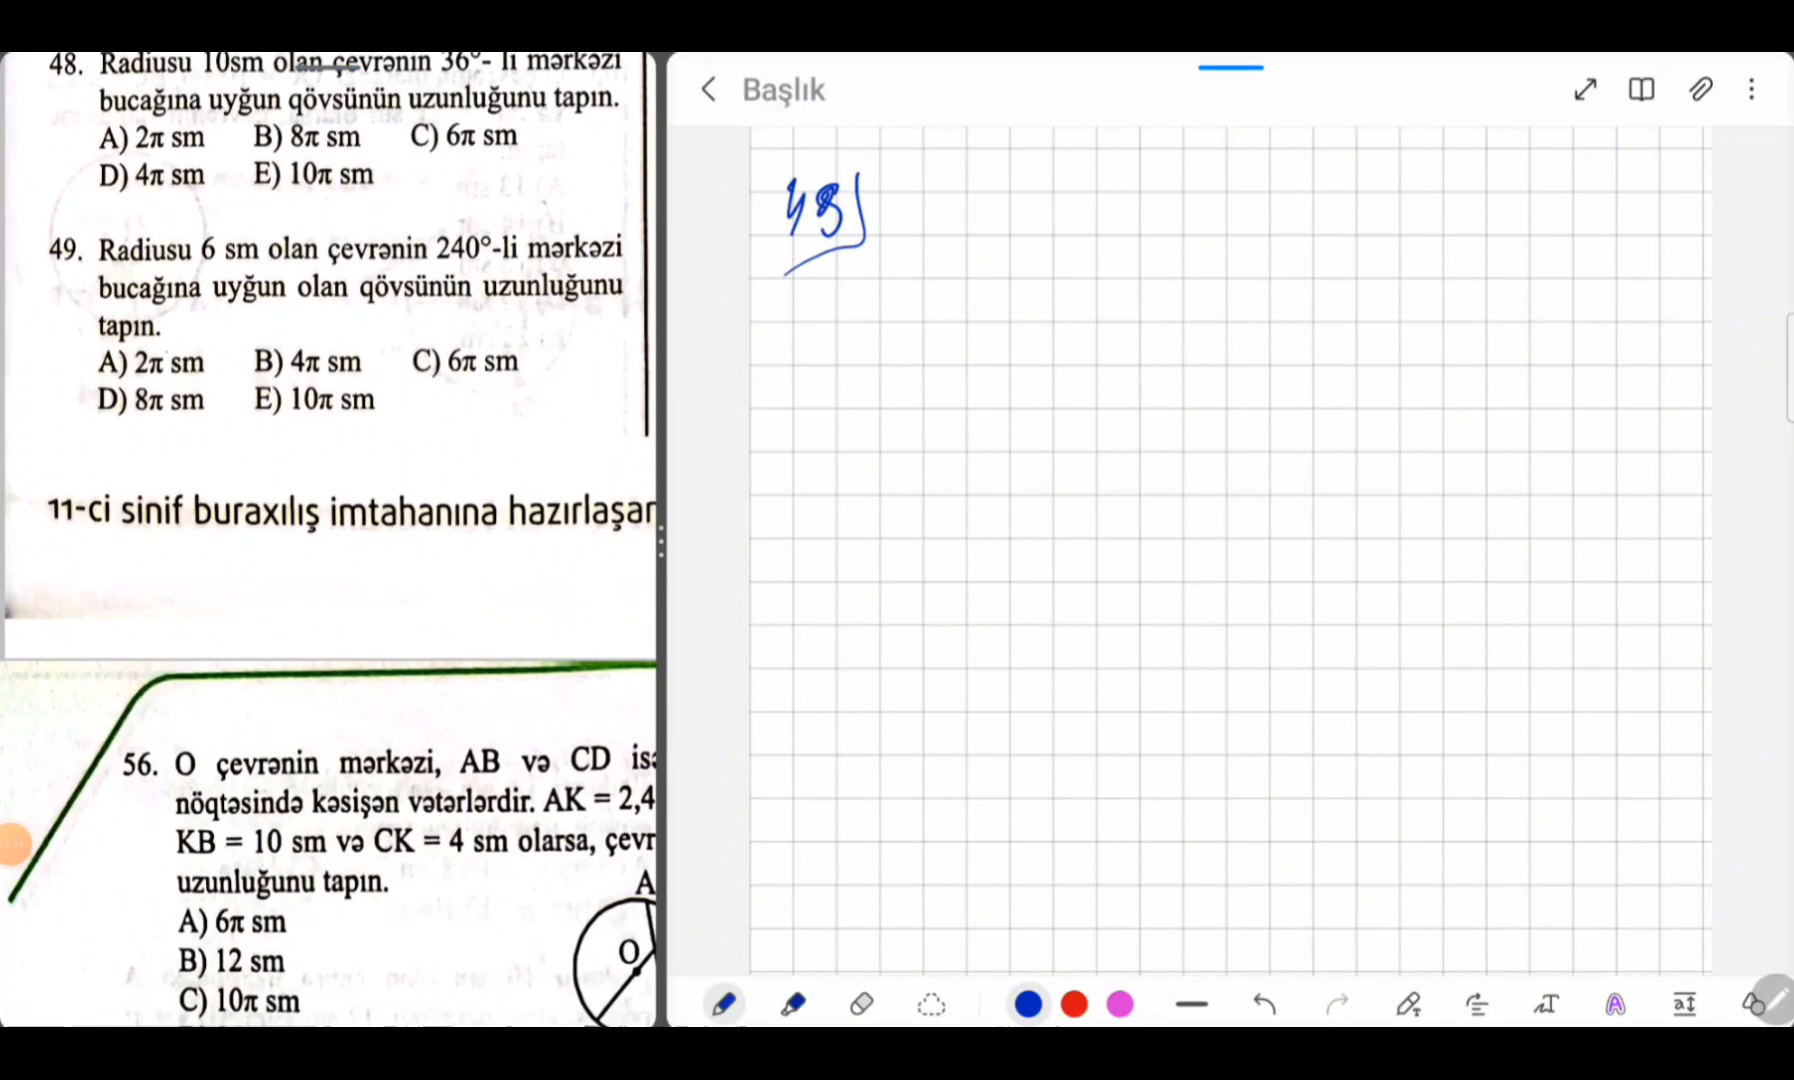 48. Radiusu 10sm olan çevrənin 36°- li mərkəzi
bucağına uyğun qövsünün uzunluğunu tapın.
A) 2π sm B) 8π sm C) 6π sm
D) 4π sm E) 10π sm
49. Radiusu 6 sm olan çevrənin 240°-li mərkəzi
bucağına uyğun olan qövsünün uzunluğunu
tapın.
A) 2π sm B) 4π sm C) 6π sm
D) 8π sm E) 10π sm
11-ci sinif buraxılış imtahanına hazırlaşar
56. O çevrənin mərkəzi, AB və CD isə
nöqtəsində kəsişən vətərlərdir. AK = 2,4
KB = 10 sm və CK = 4 sm olarsa, çevr
uzunluğunu tapın.
A
A) 6π sm
O
B) 12 sm
C) 10π sm
Başlık
48)